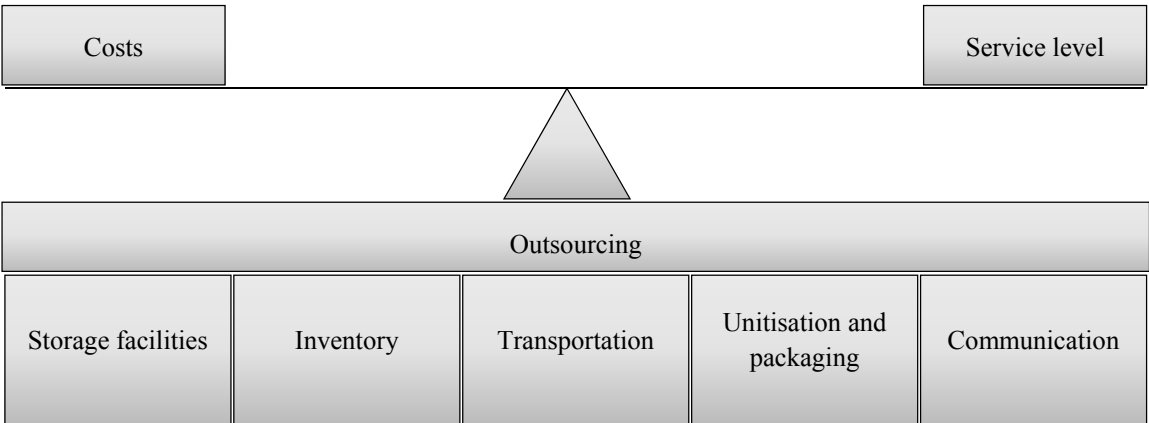 Costs
Service level
Outsourcing
Storage facilities
Inventory
Transportation
Unitisation and
packaging
Communication